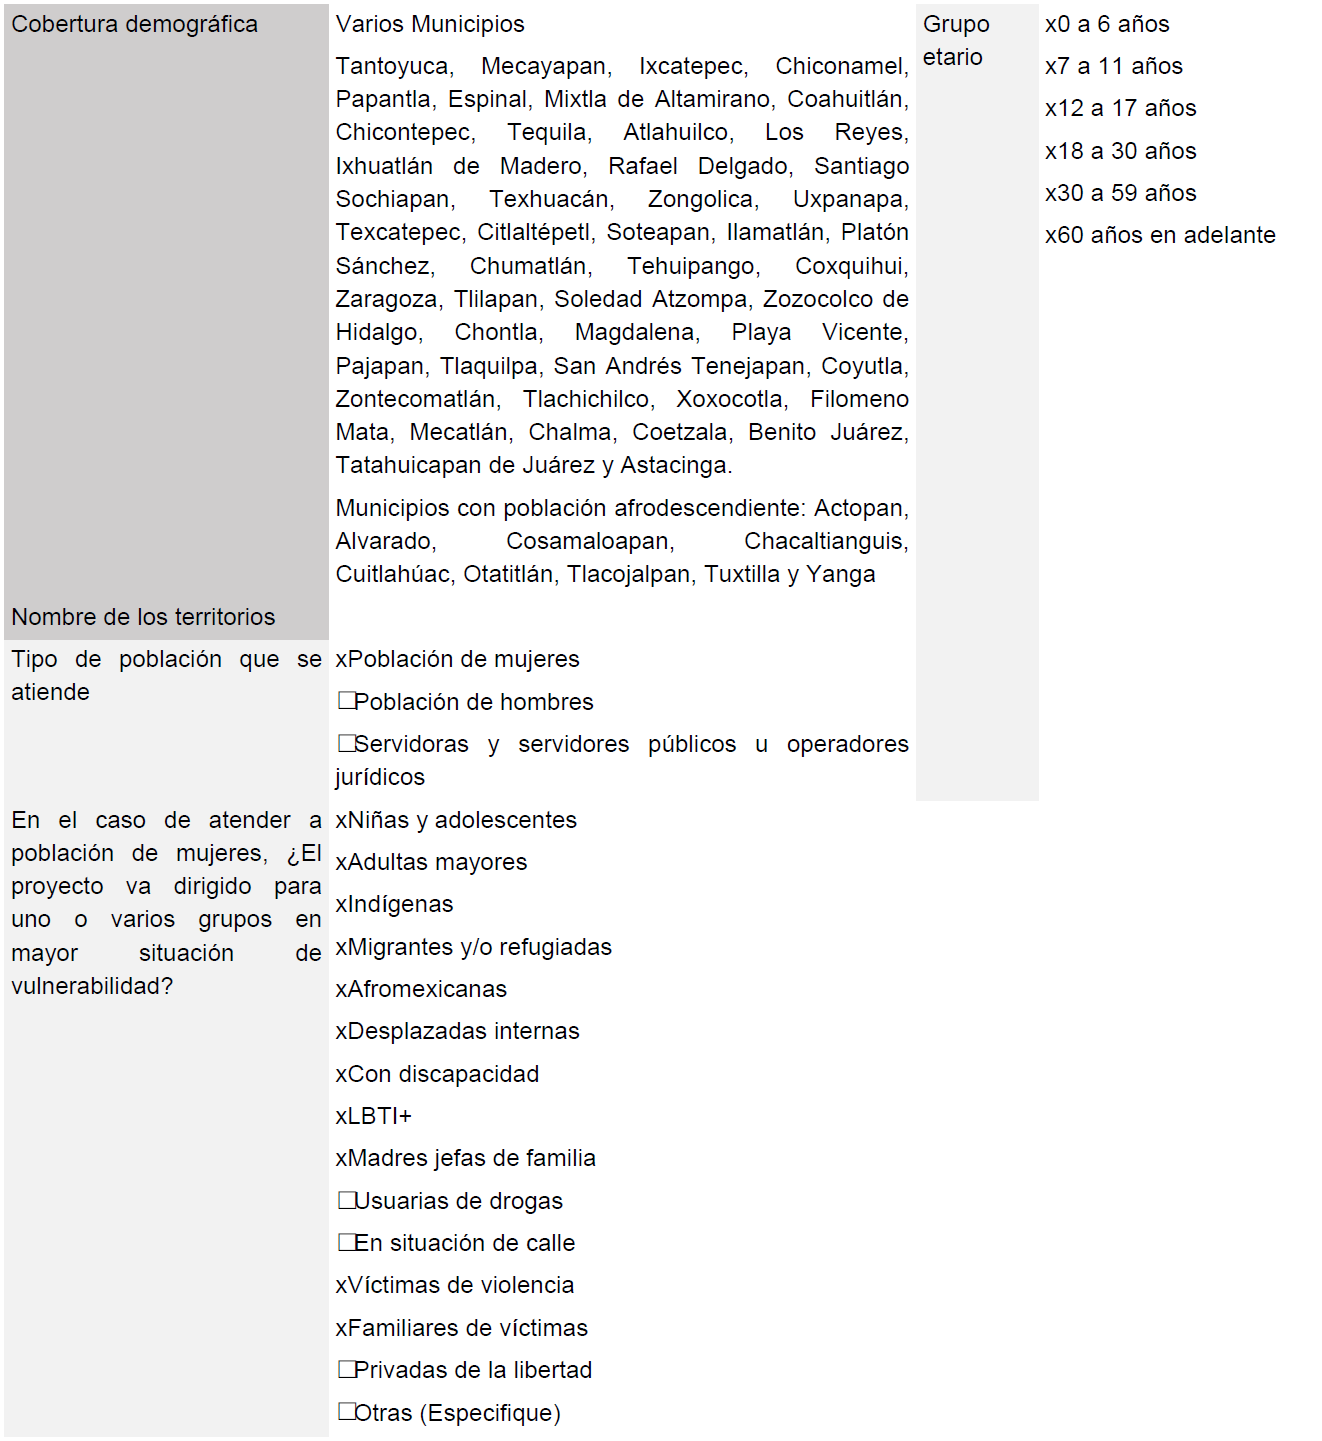 Cobertura demográfica
Varios Municipios
Tantoyuca, Mecayapan, Ixcatepec, Chiconamel,
Papantla, Espinal, Mixtla de Altamirano, Coahuitlán,
Chicontepec, Tequila, Atlahuilco, Los Reyes,
Ixhuatlán de Madero, Rafael Delgado, Santiago
Sochiapan, Texhuacán, Zongolica, Uxpanapa,
Texcatepec, Citlaltépetl, Soteapan, Ilamatlán, Platón
Sánchez, Chumatlán, Tehuipango, Coxquihui,
Zaragoza, Tlilapan, Soledad Atzompa, Zozocolco de
Hidalgo, Chontla, Magdalena, Playa Vicente,
Pajapan, Tlaquilpa, San Andrés Tenejapan, Coyutla,
Zontecomatlán, Tlachichilco, Xoxocotla, Filomeno
Mata, Mecatlán, Chalma, Coetzala, Benito Juárez,
Tatahuicapan de Juárez y Astacinga.
Municipios con población afrodescendiente: Actopan,
Alvarado, Cosamaloapan, Chacaltianguis,
Cuitlahúac, Otatitlán, Tlacojalpan, Tuxtilla y Yanga
Grupo
etario
x0 a 6 años
x7 a 11 años
x12 a 17 años
x18 a 30 años
x30 a 59 años
x60 años en adelante
Nombre de los territorios
Tipo de población que se
atiende
xPoblación de mujeres
☐Población de hombres
☐Servidoras y servidores públicos u operadores
jurídicos
En el caso de atender a
población de mujeres, ¿El
proyecto va dirigido para
uno o varios grupos en
mayor situación de
vulnerabilidad?
xNiñas y adolescentes
xAdultas mayores
xIndígenas
xMigrantes y/o refugiadas
xAfromexicanas
xDesplazadas internas
xCon discapacidad
xLBTI+
xMadres jefas de familia
☐Usuarias de drogas
☐En situación de calle
xVíctimas de violencia
xFamiliares de víctimas
☐Privadas de la libertad
☐Otras (Especifique)